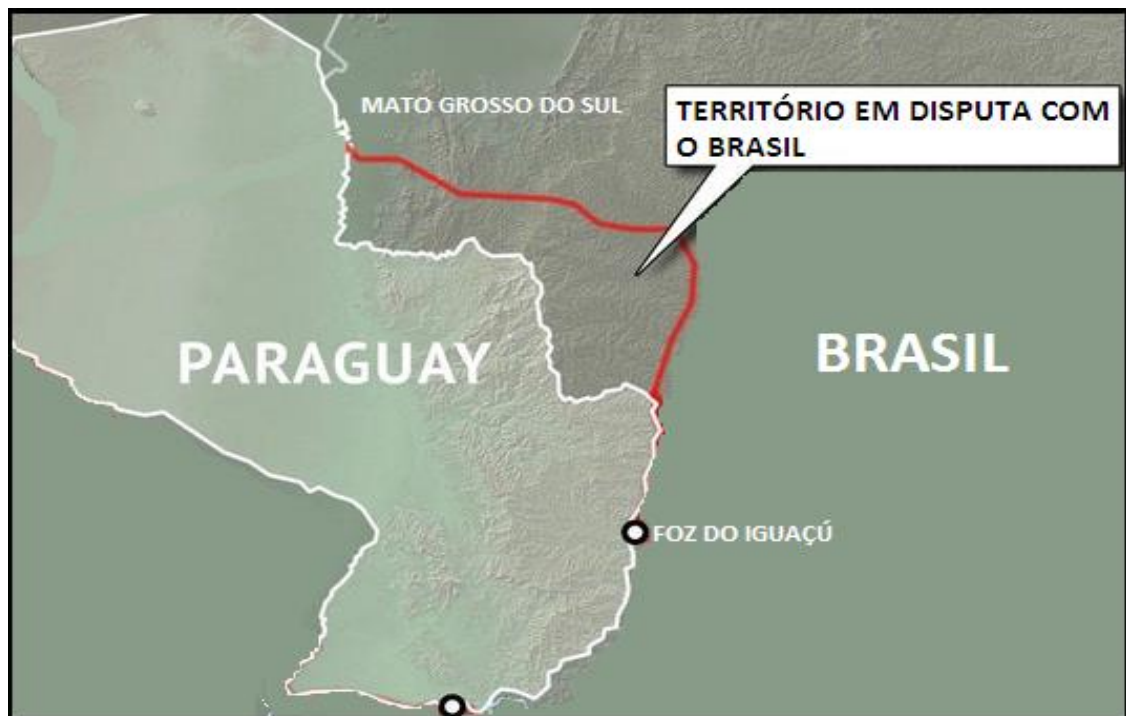 MATO GROSSO DO SUL
TERRITÓRIO EM DISPUTA COM
O BRASIL
PARAGUAY
BRASIL
FOZ DO IGUAÇÚ